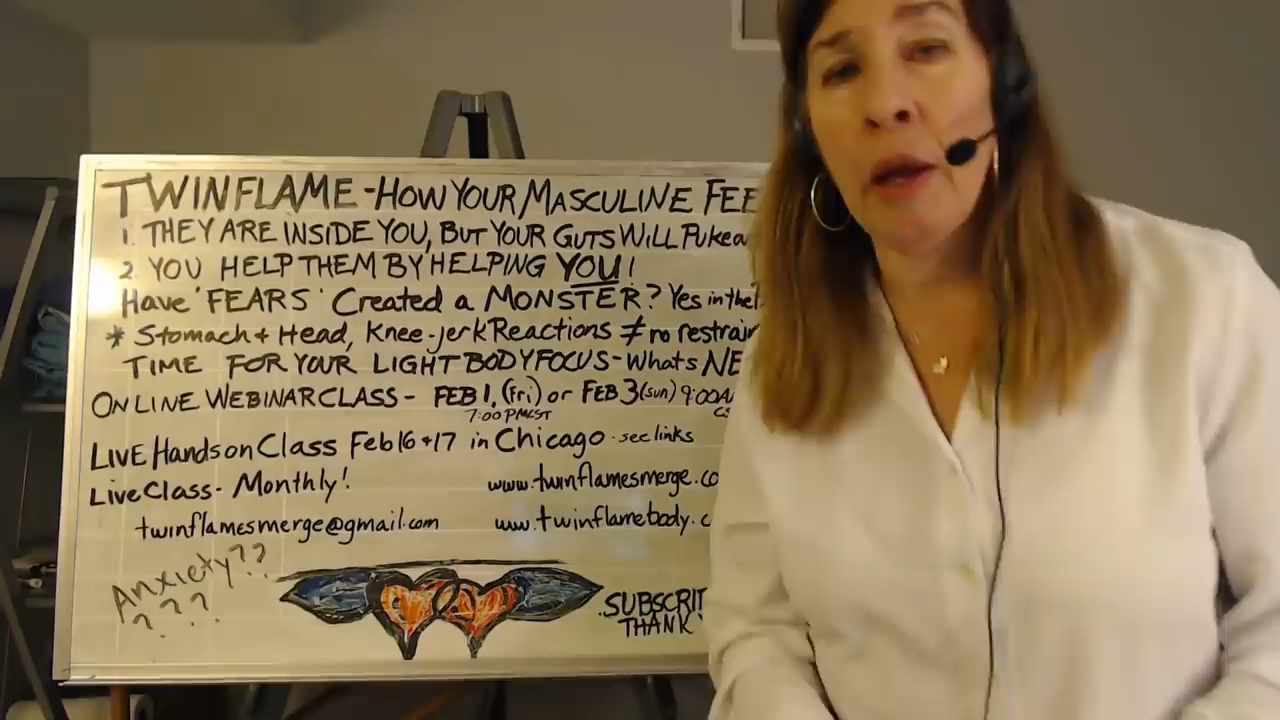 TWINFLAME - HOW YOUR MASCULINE FEE
1. THEY ARE INSIDE YOU, BUT YOUR GUTS WILL PUKE
2. YOU HELP THEM BY HELPING YOU!
Have 'FEARS' Created a MONSTER? Yes in the
* Stomach + Head, Knee-jerk Reactions ≠ no restrain
TIME FOR YOUR LIGHT BODY FOCUS - Whats NE
ONLINE WEBINAR CLASS - FEB 1, (Fri) or FEB 3 (sun) 9:00A
7:00 PM CST C
LIVE Hands on Class Feb 16 + 17 in Chicago - see links
Live Class - Monthly! www.twinflamesmerge.co
twinflamesmerge@gmail.com www.twinflamebody.c
Anxiety??
? ? ?
SUBSCRI
THANK